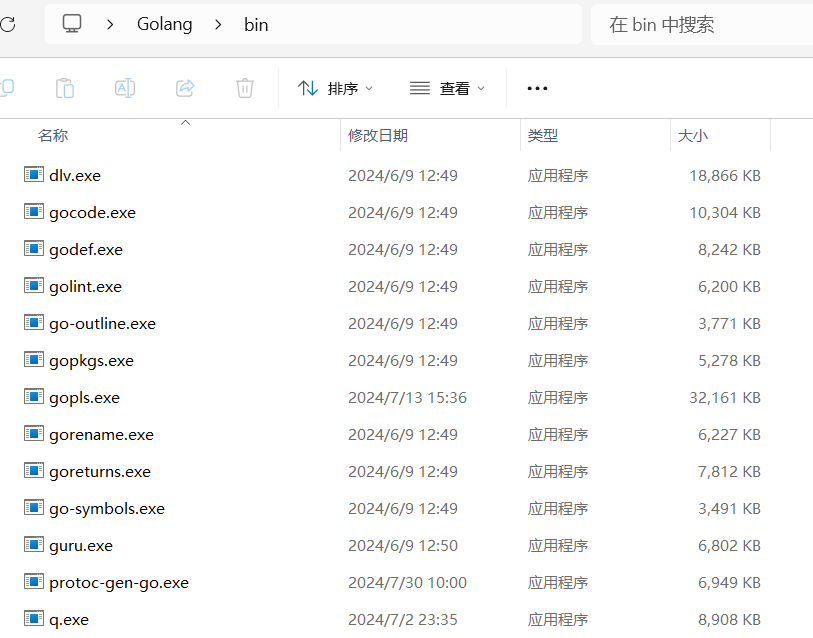 Golang bin 在 bin 中搜索
排序 查看
名称 修改日期 类型 大小
dlv.exe 2024/6/9 12:49 应用程序 18,866 KB
gocode.exe 2024/6/9 12:49 应用程序 10,304 KB
godef.exe 2024/6/9 12:49 应用程序 8,242 KB
golint.exe 2024/6/9 12:49 应用程序 6,200 KB
go-outline.exe 2024/6/9 12:49 应用程序 3,771 KB
gopkgs.exe 2024/6/9 12:49 应用程序 5,278 KB
gopls.exe 2024/7/13 15:36 应用程序 32,161 KB
gorename.exe 2024/6/9 12:49 应用程序 6,227 KB
goreturns.exe 2024/6/9 12:49 应用程序 7,812 KB
go-symbols.exe 2024/6/9 12:49 应用程序 3,491 KB
guru.exe 2024/6/9 12:50 应用程序 6,802 KB
protoc-gen-go.exe 2024/7/30 10:00 应用程序 6,949 KB
q.exe 2024/7/2 23:35 应用程序 8,908 KB